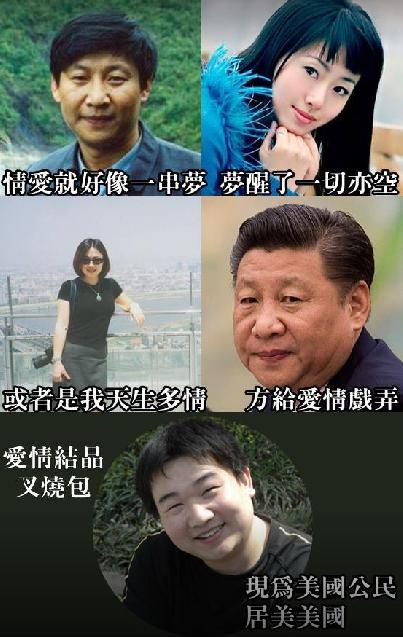 情愛就好像一串夢
夢醒了一切亦空
或者是我天生多情
方給愛情戲弄
愛情結晶
叉燒包
現爲美國公民
居美美國